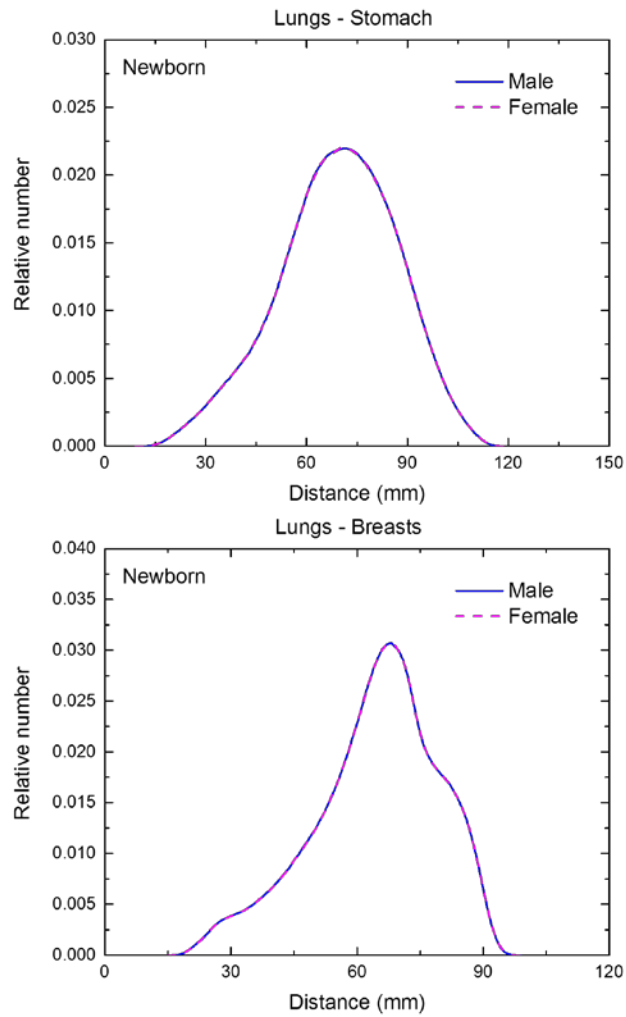 Lungs - Stomach
0.030
Newborn
Male
Female
0.025
0.020
0.015
0.010
0.005
0.000
Relative number
0 30 60 90 120 150
Distance (mm)
Lungs - Breasts
0.040
Newborn
Male
Female
0.035
0.030
0.025
0.020
0.015
0.010
0.005
0.000
Relative number
0 30 60 90 120
Distance (mm)